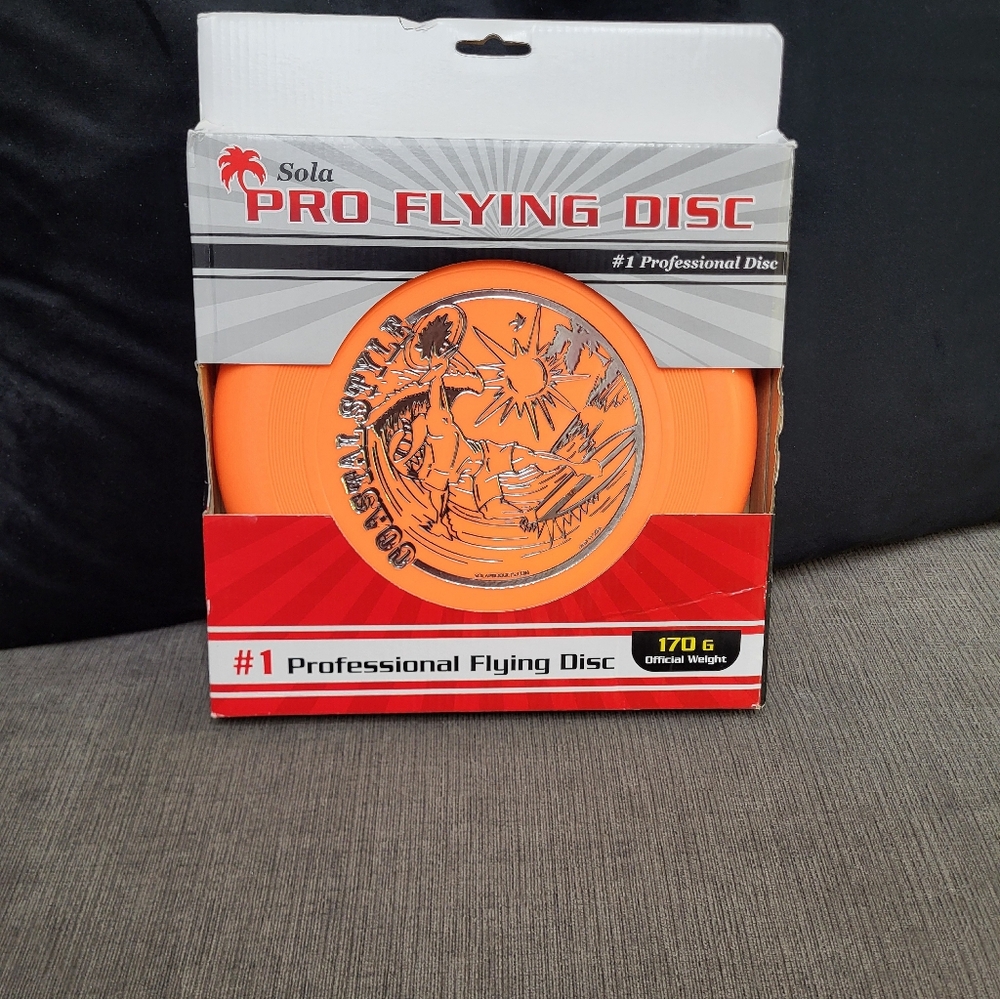 Sola
PRO FLYING DISC
#1 Professional Disc
COASTAL STYLE
#1 Professional Flying Disc
170 G
Official Weight